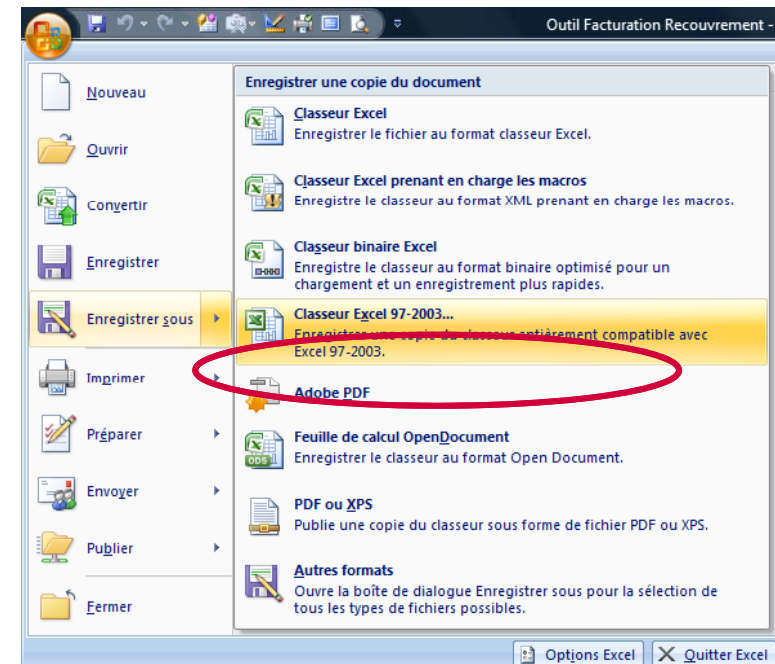 Outil Facturation Recouvrement -
Nouveau
Ouvrir
Convertir
Enregistrer
Enregistrer sous
Imprimer
Préparer
Envoyer
Publier
Fermer
Enregistrer une copie du document
Classeur Excel
Enregistrer le fichier au format classeur Excel.
Classeur Excel prenant en charge les macros
Enregistre le classeur au format XML prenant en charge les macros.
Classeur binaire Excel
Enregistre le classeur au format binaire optimisé pour un
chargement et un enregistrement plus rapides.
Classeur Excel 97-2003...
Enregistrer une copie du classeur entièrement compatible avec
Excel 97-2003.
Adobe PDF
Feuille de calcul OpenDocument
Enregistrer le classeur au format Open Document.
PDF ou XPS
Publie une copie du classeur sous forme de fichier PDF ou XPS.
Autres formats
Ouvre la boîte de dialogue Enregistrer sous pour la sélection de
tous les types de fichiers possibles.
Options Excel
Quitter Excel